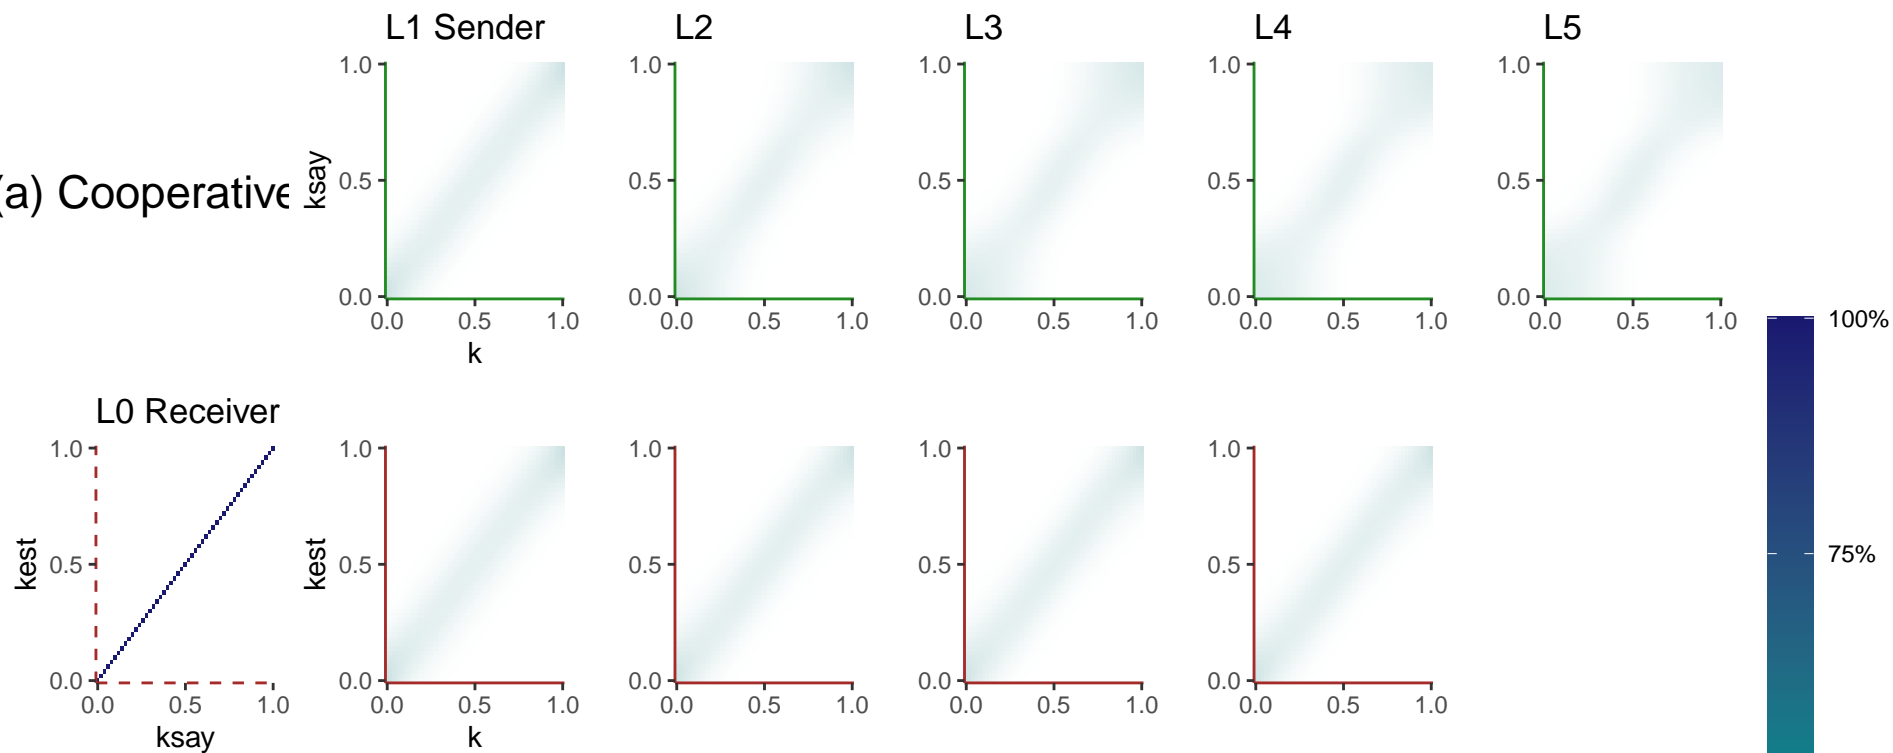 L1 Sender L2 L3 L4 L5
1.0 1.0 1.0 1.0 1.0
ksay
0.5 0.5 0.5 0.5 0.5
(a) Cooperative
0.0 0.0 0.0 0.0 0.0
0.0 0.5 1.0 0.0 0.5 1.0 0.0 0.5 1.0 0.0 0.5 1.0 0.0 0.5 1.0
100%
k
L0 Receiver
1.0 1.0 1.0 1.0 1.0
75%
kest kest
0.5 0.5 0.5 0.5 0.5
0.0 0.0 0.0 0.0 0.0
0.0 0.5 1.0 0.0 0.5 1.0 0.0 0.5 1.0 0.0 0.5 1.0 0.0 0.5 1.0
ksay k